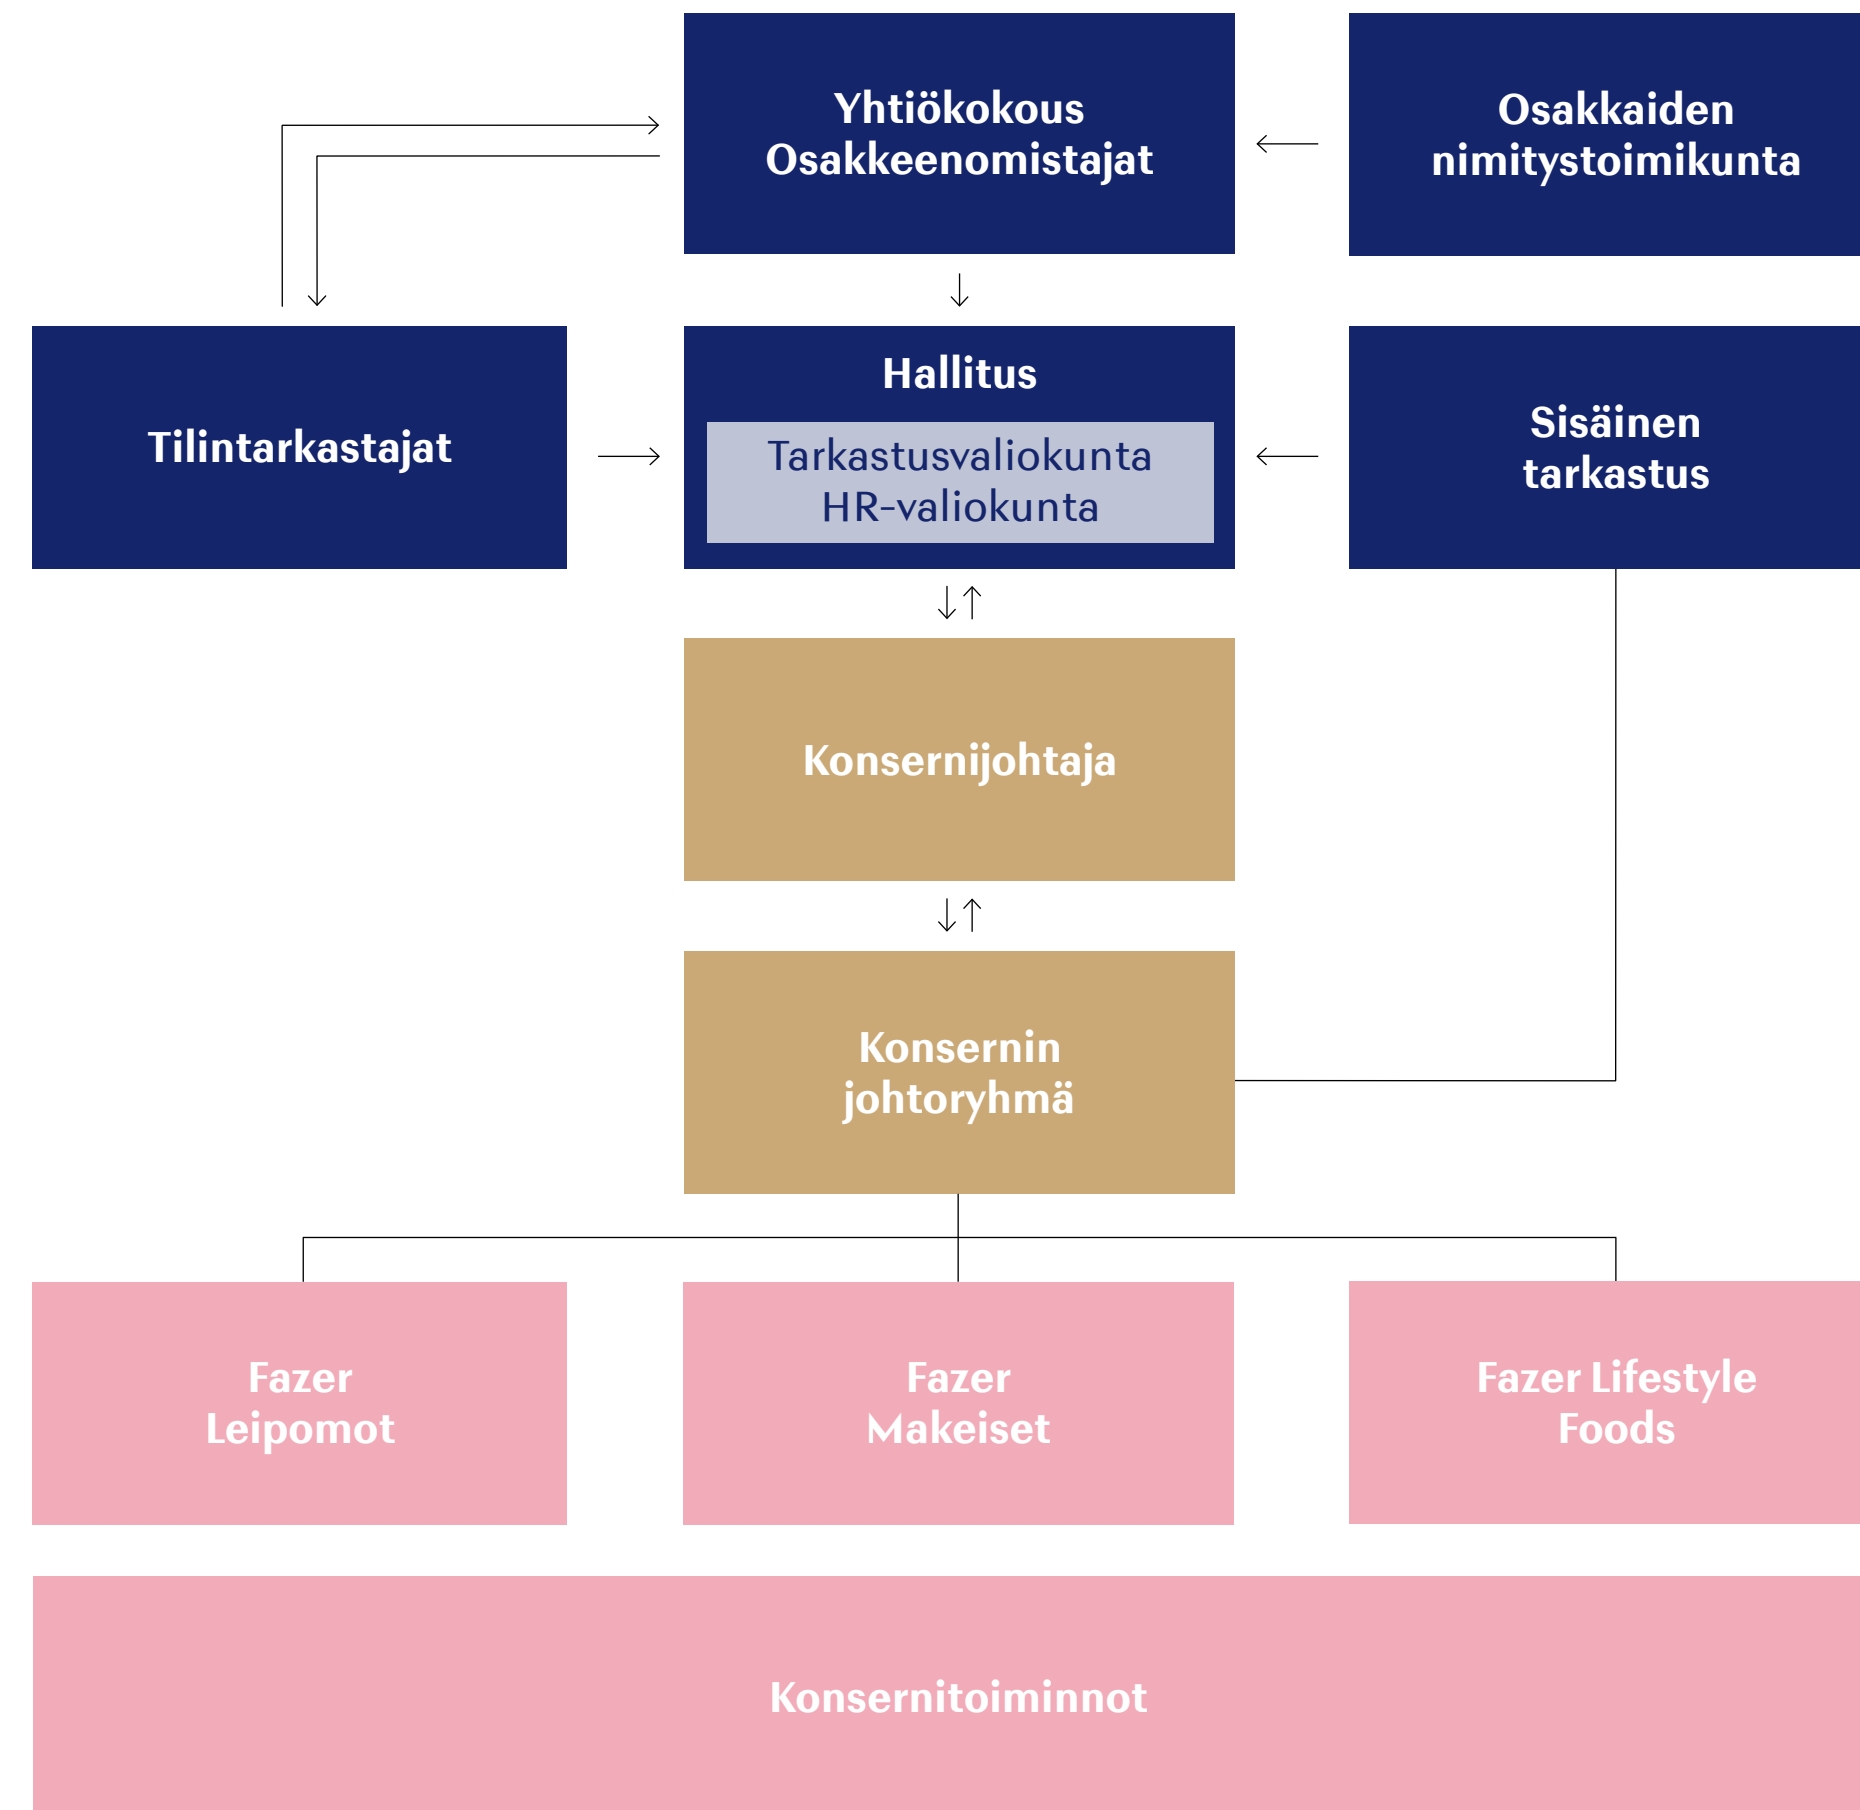 Yhtiökokous
Osakkeenomistajat
Osakkaiden
nimitystoimikunta
Tilintarkastajat
Hallitus
Tarkastusvaliokunta
HR-valiokunta
Sisäinen
tarkastus
Konsernijohtaja
Konsernin
johtoryhmä
Fazer
Leipomot
Fazer
Makeiset
Fazer Lifestyle
Foods
Konsernitoiminnot